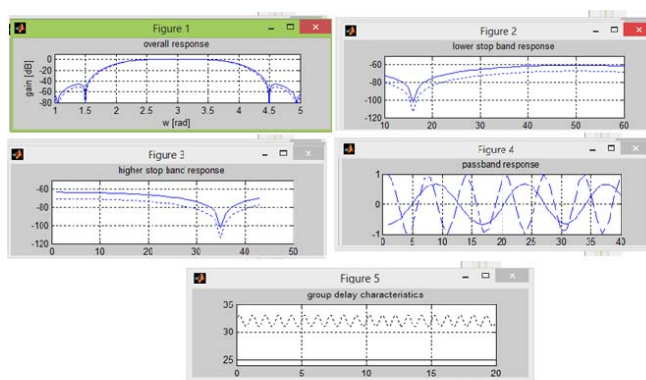 Figure 1
overall response
gain [dB]
0
-20
-40
-60
-80
1 1.5 2 2.5 3 3.5 4 4.5 5
w [rad]
Figure 2
lower stop band response
-60
-80
-100
-120
10 20 30 40 50 60
Figure 3
higher stop band response
-60
-80
-100
-120
0 10 20 30 40 50
Figure 4
passband response
1
0
-1
0 5 10 15 20 25 30 35 40
Figure 5
group delay characteristics
35
30
25
0 5 10 15 20